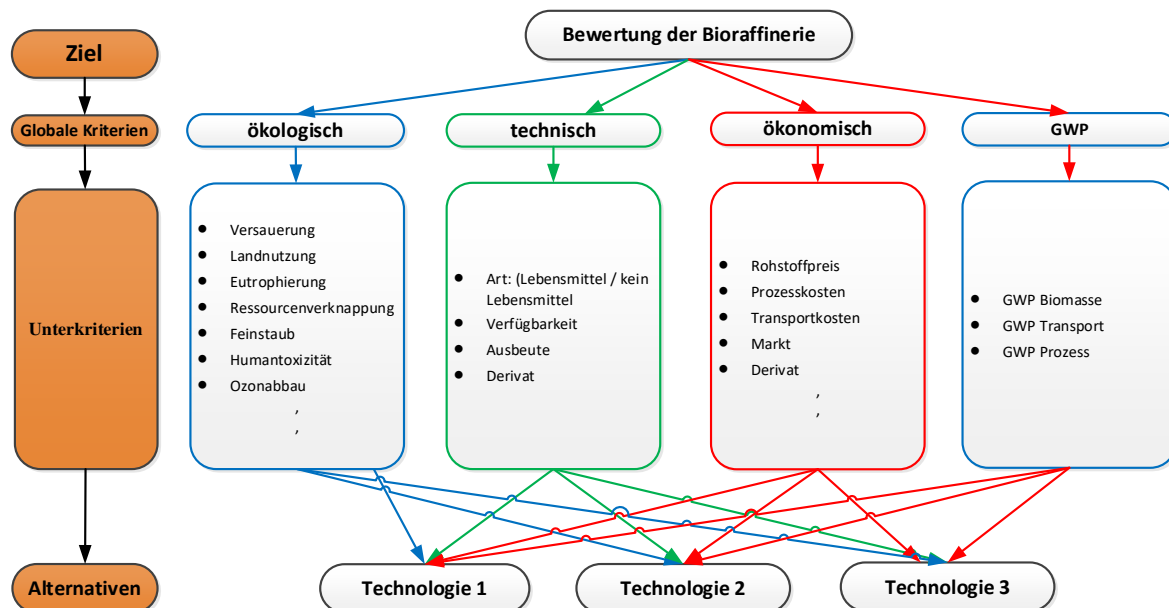 Ziel
Bewertung der Bioraffinerie
Globale Kriterien
ökologisch
technisch
ökonomisch
GWP
Unterkriterien
• Versauerung
• Landnutzung
• Eutrophierung
• Ressourcenverknappung
• Feinstaub
• Humantoxizität
• Ozonabbau
,
,
• Art: (Lebensmittel / kein
Lebensmittel
• Verfügbarkeit
• Ausbeute
• Derivat
• Rohstoffpreis
• Prozesskosten
• Transportkosten
• Markt
• Derivat
,
,
• GWP Biomasse
• GWP Transport
• GWP Prozess
Alternativen
Technologie 1
Technologie 2
Technologie 3